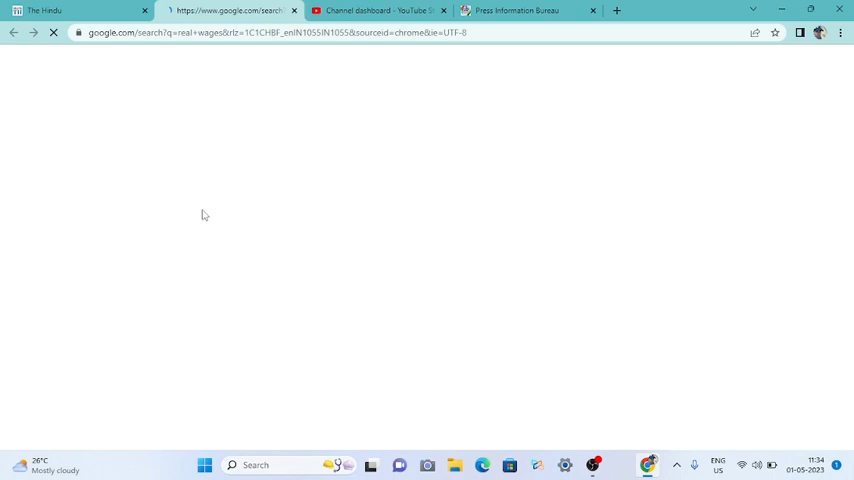 The Hindu
https://www.google.com/search?
Channel dashboard - YouTube St
Press Information Bureau
google.com/search?q=real+wages&rlz=1C1CHBF_enIN1055IN1055&sourceid=chrome&ie=UTF-8
26°C
Mostly cloudy
Search
ENG
US
11:34
01-05-2023
1